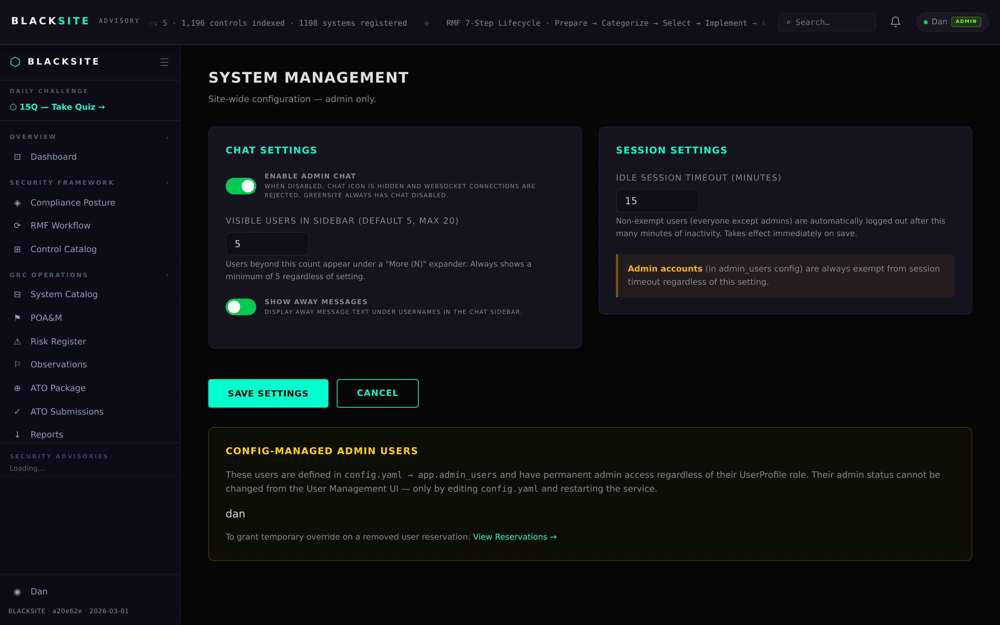 BLACKSITE ADVISORY
5 · 1,196 controls indexed · 1108 systems registered ◆ RMF 7-Step Lifecycle · Prepare → Categorize → Select → Implement →
Search…
Dan ADMIN
BLACKSITE
DAILY CHALLENGE
15Q — Take Quiz →
OVERVIEW
Dashboard
SECURITY FRAMEWORK
Compliance Posture
RMF Workflow
Control Catalog
GRC OPERATIONS
System Catalog
POA&M
Risk Register
Observations
ATO Package
ATO Submissions
Reports
SECURITY ADVISORIES
Loading...
Dan
BLACKSITE · a20e62e · 2026-03-01
SYSTEM MANAGEMENT
Site-wide configuration — admin only.
CHAT SETTINGS
ENABLE ADMIN CHAT
WHEN DISABLED, CHAT ICON IS HIDDEN AND WEBSOCKET CONNECTIONS ARE
REJECTED. GREENSITE ALWAYS HAS CHAT DISABLED.
VISIBLE USERS IN SIDEBAR (DEFAULT 5, MAX 20)
5
Users beyond this count appear under a "More (N)" expander. Always shows a
minimum of 5 regardless of setting.
SHOW AWAY MESSAGES
DISPLAY AWAY MESSAGE TEXT UNDER USERNAMES IN THE CHAT SIDEBAR.
SESSION SETTINGS
IDLE SESSION TIMEOUT (MINUTES)
15
Non-exempt users (everyone except admins) are automatically logged out after this
many minutes of inactivity. Takes effect immediately on save.
Admin accounts (in admin_users config) are always exempt from session
timeout regardless of this setting.
SAVE SETTINGS
CANCEL
CONFIG-MANAGED ADMIN USERS
These users are defined in config.yaml → app.admin_users and have permanent admin access regardless of their UserProfile role. Their admin status cannot be
changed from the User Management UI — only by editing config.yaml and restarting the service.
dan
To grant temporary override on a removed user reservation: View Reservations →